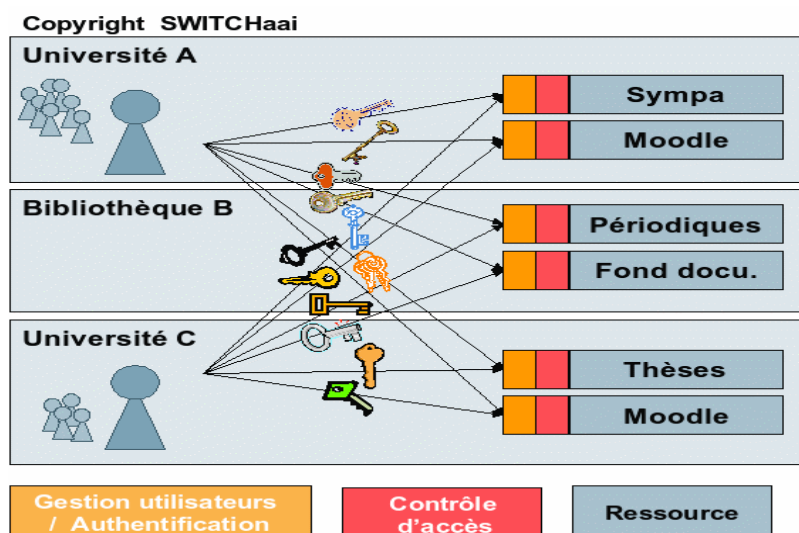 Copyright SWITCHaai
Université A
Sympa
Moodle
Bibliothèque B
Périodiques
Fond docu.
Université C
Thèses
Moodle
Gestion utilisateurs
/ Authentification
Contrôle
d'accès
Ressource